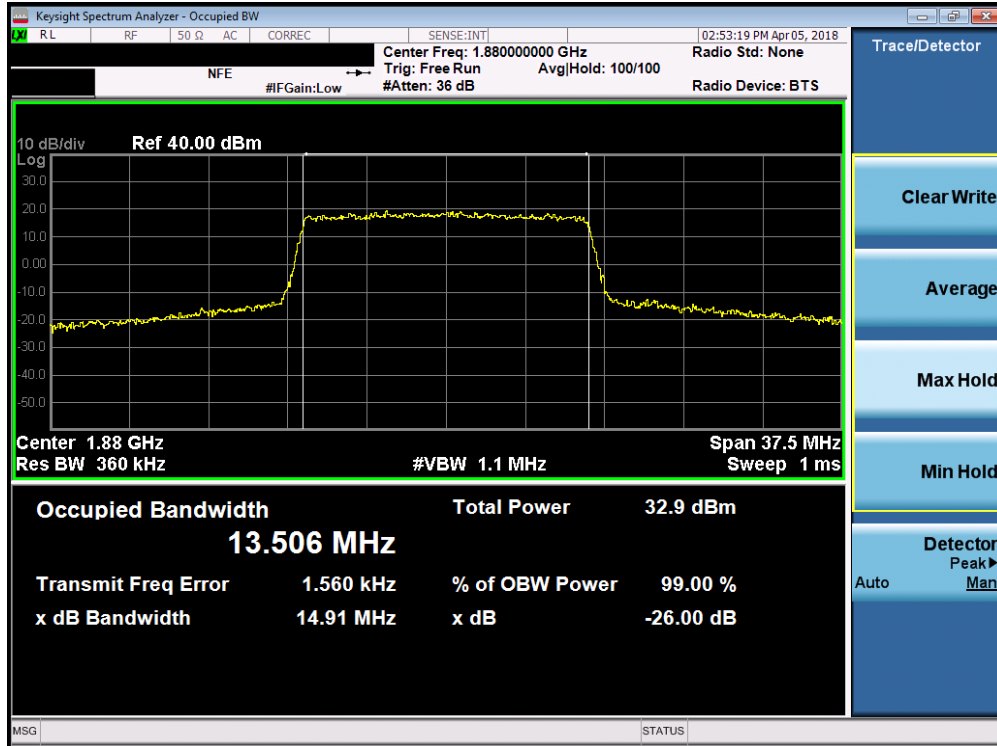 Keysight Spectrum Analyzer - Occupied BW
LXI RL RF 50 Ω AC CORREC SENSE:INT 02:53:19 PM Apr 05, 2018
Center Freq: 1.880000000 GHz Radio Std: None
NFE Trig: Free Run Avg|Hold: 100/100
#IFGain:Low #Atten: 36 dB Radio Device: BTS
Trace/Detector
10 dB/div Ref 40.00 dBm
Log
30.0
20.0
10.0
0.00
-10.0
-20.0
-30.0
-40.0
-50.0
Center 1.88 GHz Span 37.5 MHz
Res BW 360 kHz #VBW 1.1 MHz Sweep 1 ms
Occupied Bandwidth Total Power 32.9 dBm
13.506 MHz
Transmit Freq Error 1.560 kHz % of OBW Power 99.00 %
x dB Bandwidth 14.91 MHz x dB -26.00 dB
Clear Write
Average
Max Hold
Min Hold
Detector
Peak▶
Auto Man
MSG STATUS